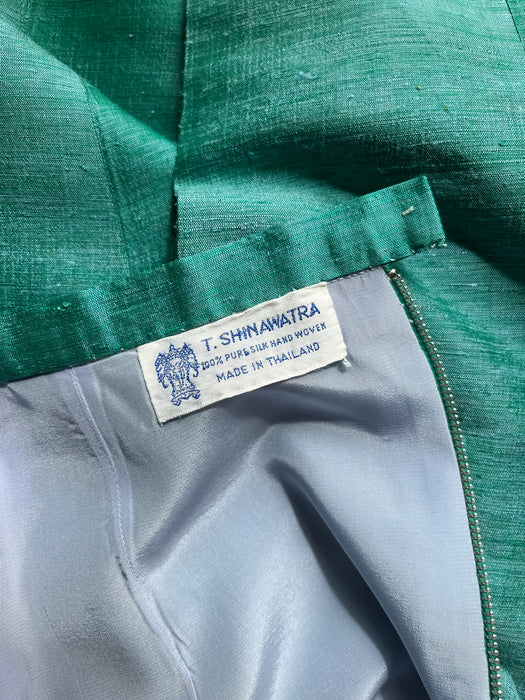 T. SHINAWATRA
100% PURE SILK HAND WOVEN
MADE IN THAILAND